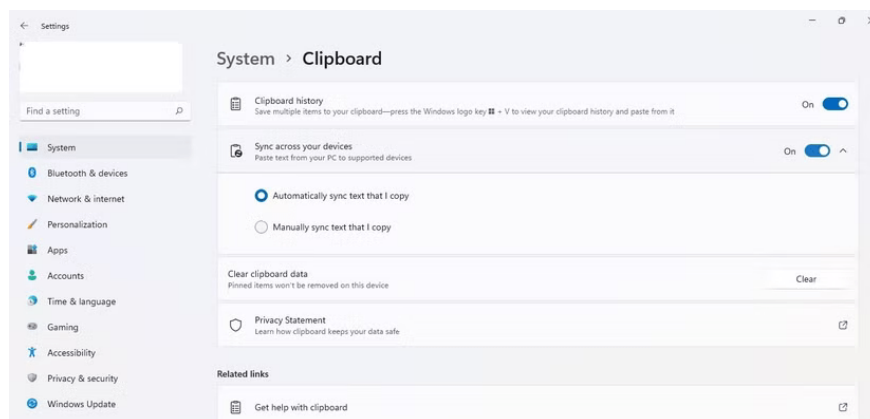 Settings
System > Clipboard
Find a setting
System
Bluetooth & devices
Network & internet
Personalization
Apps
Accounts
Time & language
Gaming
Accessibility
Privacy & security
Windows Update
Clipboard history
Save multiple items to your clipboard—press the Windows logo key + V to view your clipboard history and paste from it
On
Sync across your devices
Paste text from your PC to supported devices
On
Automatically sync text that I copy
Manually sync text that I copy
Clear clipboard data
Pinned items won't be removed on this device
Clear
Privacy Statement
Learn how clipboard keeps your data safe
Related links
Get help with clipboard